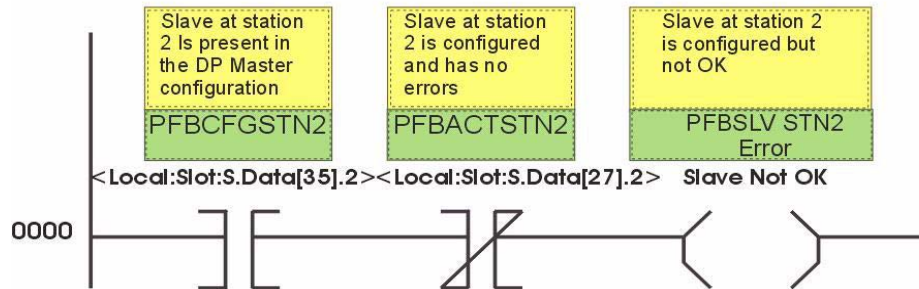 Slave at station
2 Is present in
the DP Master
configuration
PFBCFGSTN2
<Local:Slot:S.Data[35].2>
Slave at station
2 is configured
and has no
errors
PFBACTSTN2
<Local:Slot:S.Data[27].2>
Slave at station 2
is configured but
not OK
PFBSLV STN2
Error
Slave Not OK
0000